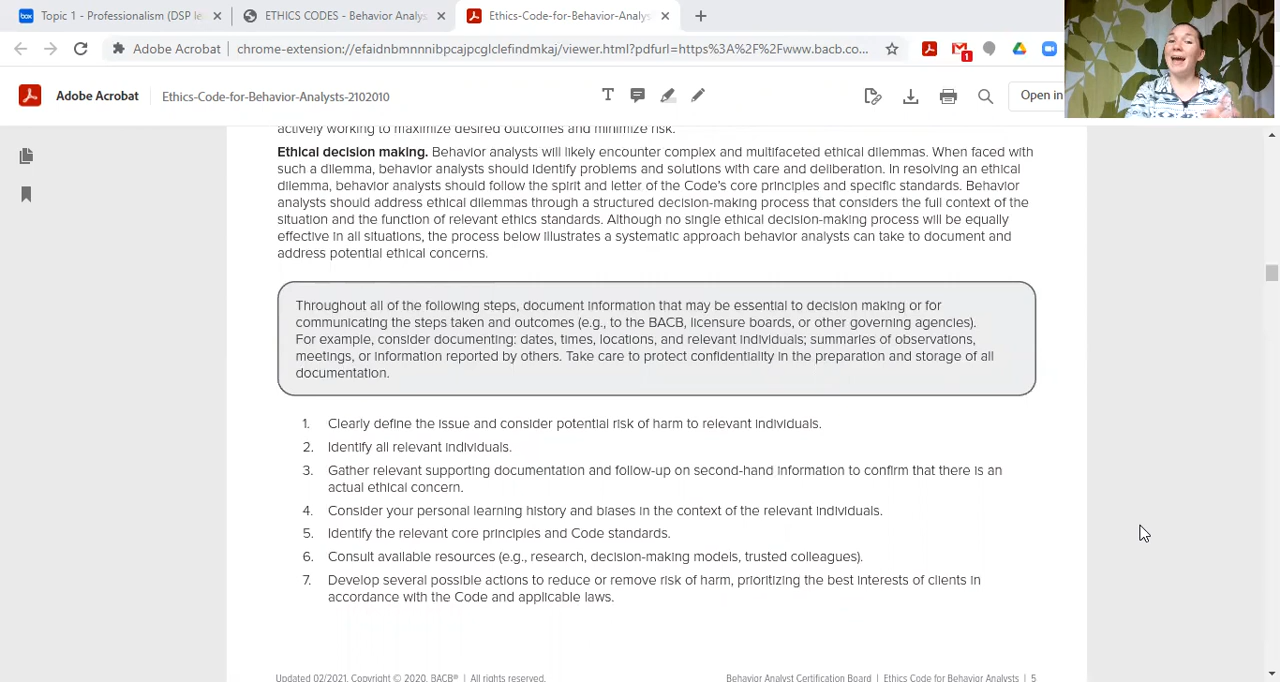 Topic 1 - Professionalism (DSP le
ETHICS CODES - Behavior Analys
Ethics-Code-for-Behavior-Analys
Adobe Acrobat
chrome-extension://efaidnbmnnnibpcajpcglclefindmkaj/viewer.html?pdfurl=https%3A%2F%2Fwww.bacb.co...
1
Adobe Acrobat
Ethics-Code-for-Behavior-Analysts-2102010
Open in
actively working to maximize desired outcomes and minimize risk.
Ethical decision making. Behavior analysts will likely encounter complex and multifaceted ethical dilemmas. When faced with
such a dilemma, behavior analysts should identify problems and solutions with care and deliberation. In resolving an ethical
dilemma, behavior analysts should follow the spirit and letter of the Code's core principles and specific standards. Behavior
analysts should address ethical dilemmas through a structured decision-making process that considers the full context of the
situation and the function of relevant ethics standards. Although no single ethical decision-making process will be equally
effective in all situations, the process below illustrates a systematic approach behavior analysts can take to document and
address potential ethical concerns.
Throughout all of the following steps, document information that may be essential to decision making or for
communicating the steps taken and outcomes (e.g., to the BACB, licensure boards, or other governing agencies).
For example, consider documenting: dates, times, locations, and relevant individuals; summaries of observations,
meetings, or information reported by others. Take care to protect confidentiality in the preparation and storage of all
documentation.
1. Clearly define the issue and consider potential risk of harm to relevant individuals.
2. Identify all relevant individuals.
3. Gather relevant supporting documentation and follow-up on second-hand information to confirm that there is an
actual ethical concern.
4. Consider your personal learning history and biases in the context of the relevant individuals.
5. Identify the relevant core principles and Code standards.
6. Consult available resources (e.g., research, decision-making models, trusted colleagues).
7. Develop several possible actions to reduce or remove risk of harm, prioritizing the best interests of clients in
accordance with the Code and applicable laws.
Updated 02/2021, Copyright © 2020, BACB® | All rights reserved.
Behavior Analyst Certification Board | Ethics Code for Behavior Analysts | 5